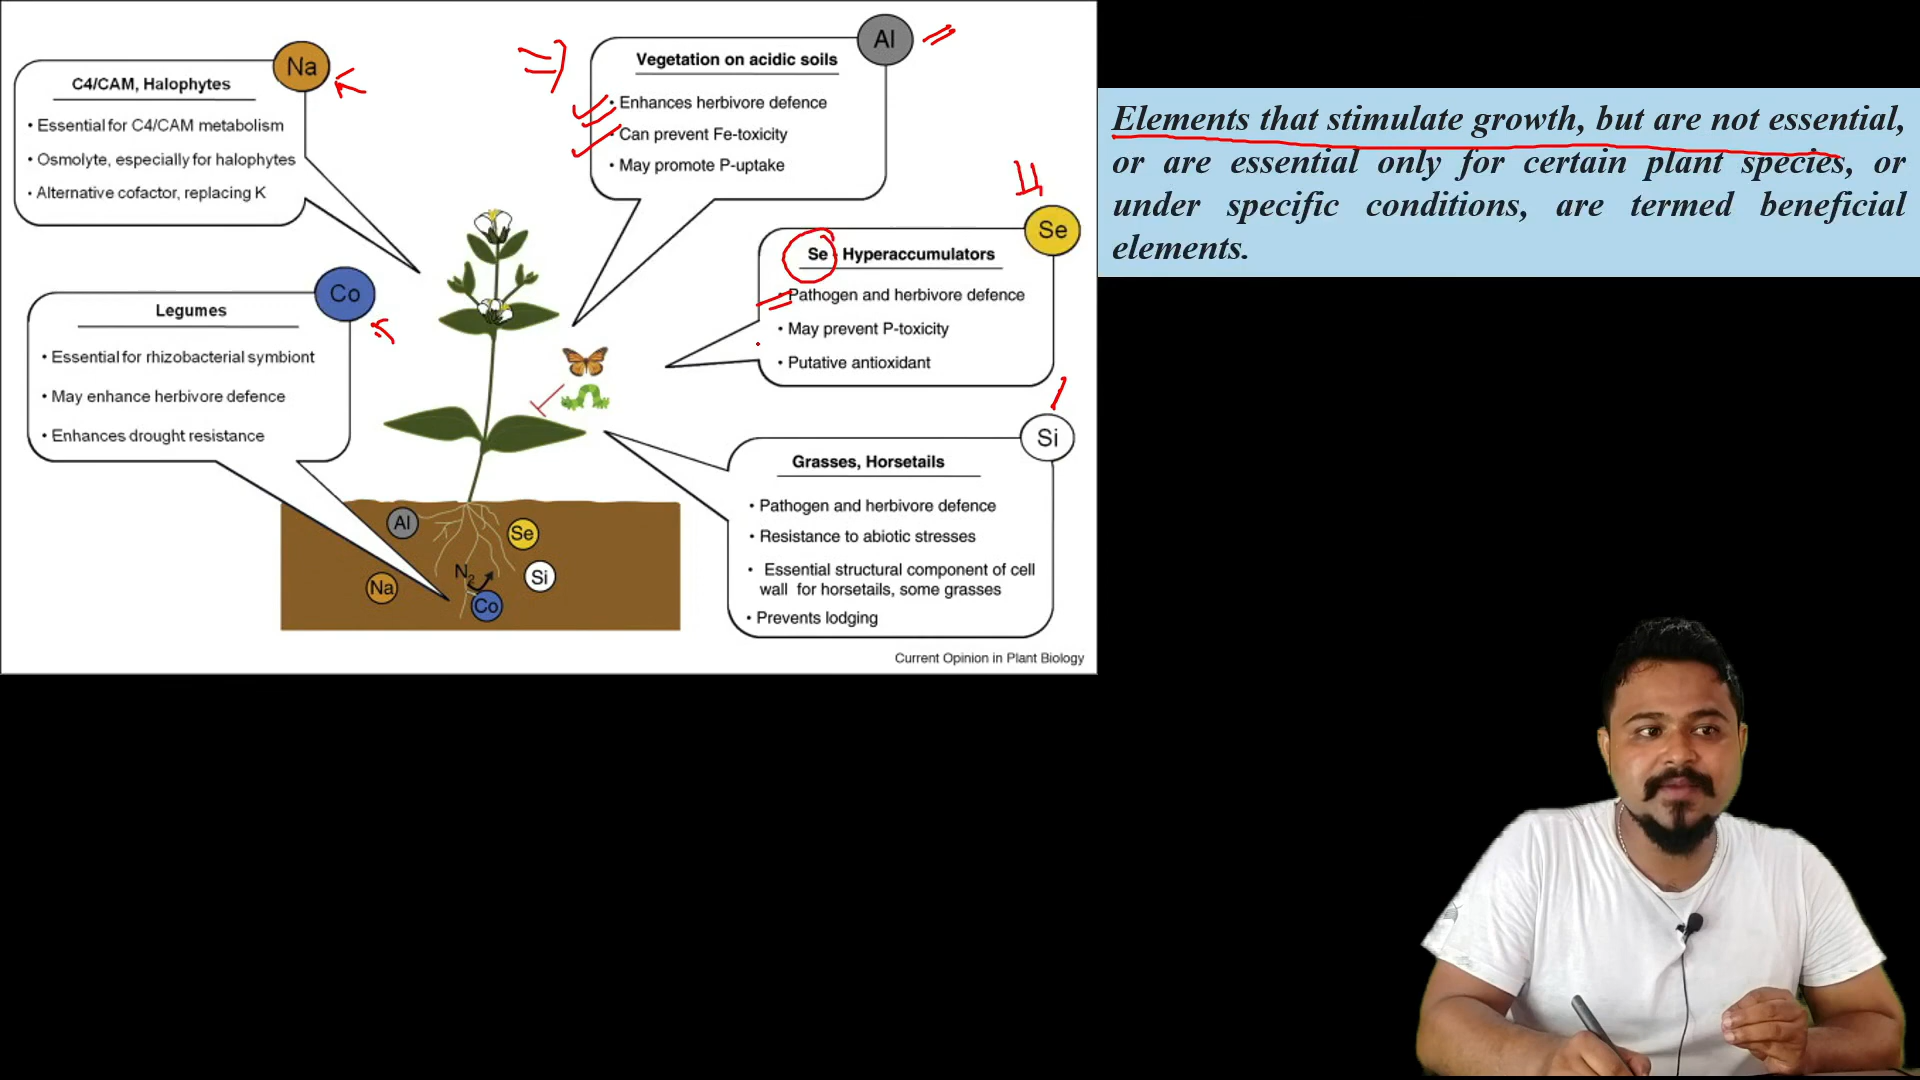 Na
C4/CAM, Halophytes
• Essential for C4/CAM metabolism
• Osmolyte, especially for halophytes
• Alternative cofactor, replacing K
Co
Legumes
• Essential for rhizobacterial symbiont
• May enhance herbivore defence
• Enhances drought resistance
Al
Vegetation on acidic soils
• Enhances herbivore defence
• Can prevent Fe-toxicity
• May promote P-uptake
Se
Se Hyperaccumulators
• Pathogen and herbivore defence
• May prevent P-toxicity
• Putative antioxidant
Si
Grasses, Horsetails
• Pathogen and herbivore defence
• Resistance to abiotic stresses
• Essential structural component of cell
wall for horsetails, some grasses
• Prevents lodging
Al
Se
N2
Si
Na
Co
Current Opinion in Plant Biology
Elements that stimulate growth, but are not essential,
or are essential only for certain plant species, or
under specific conditions, are termed beneficial
elements.